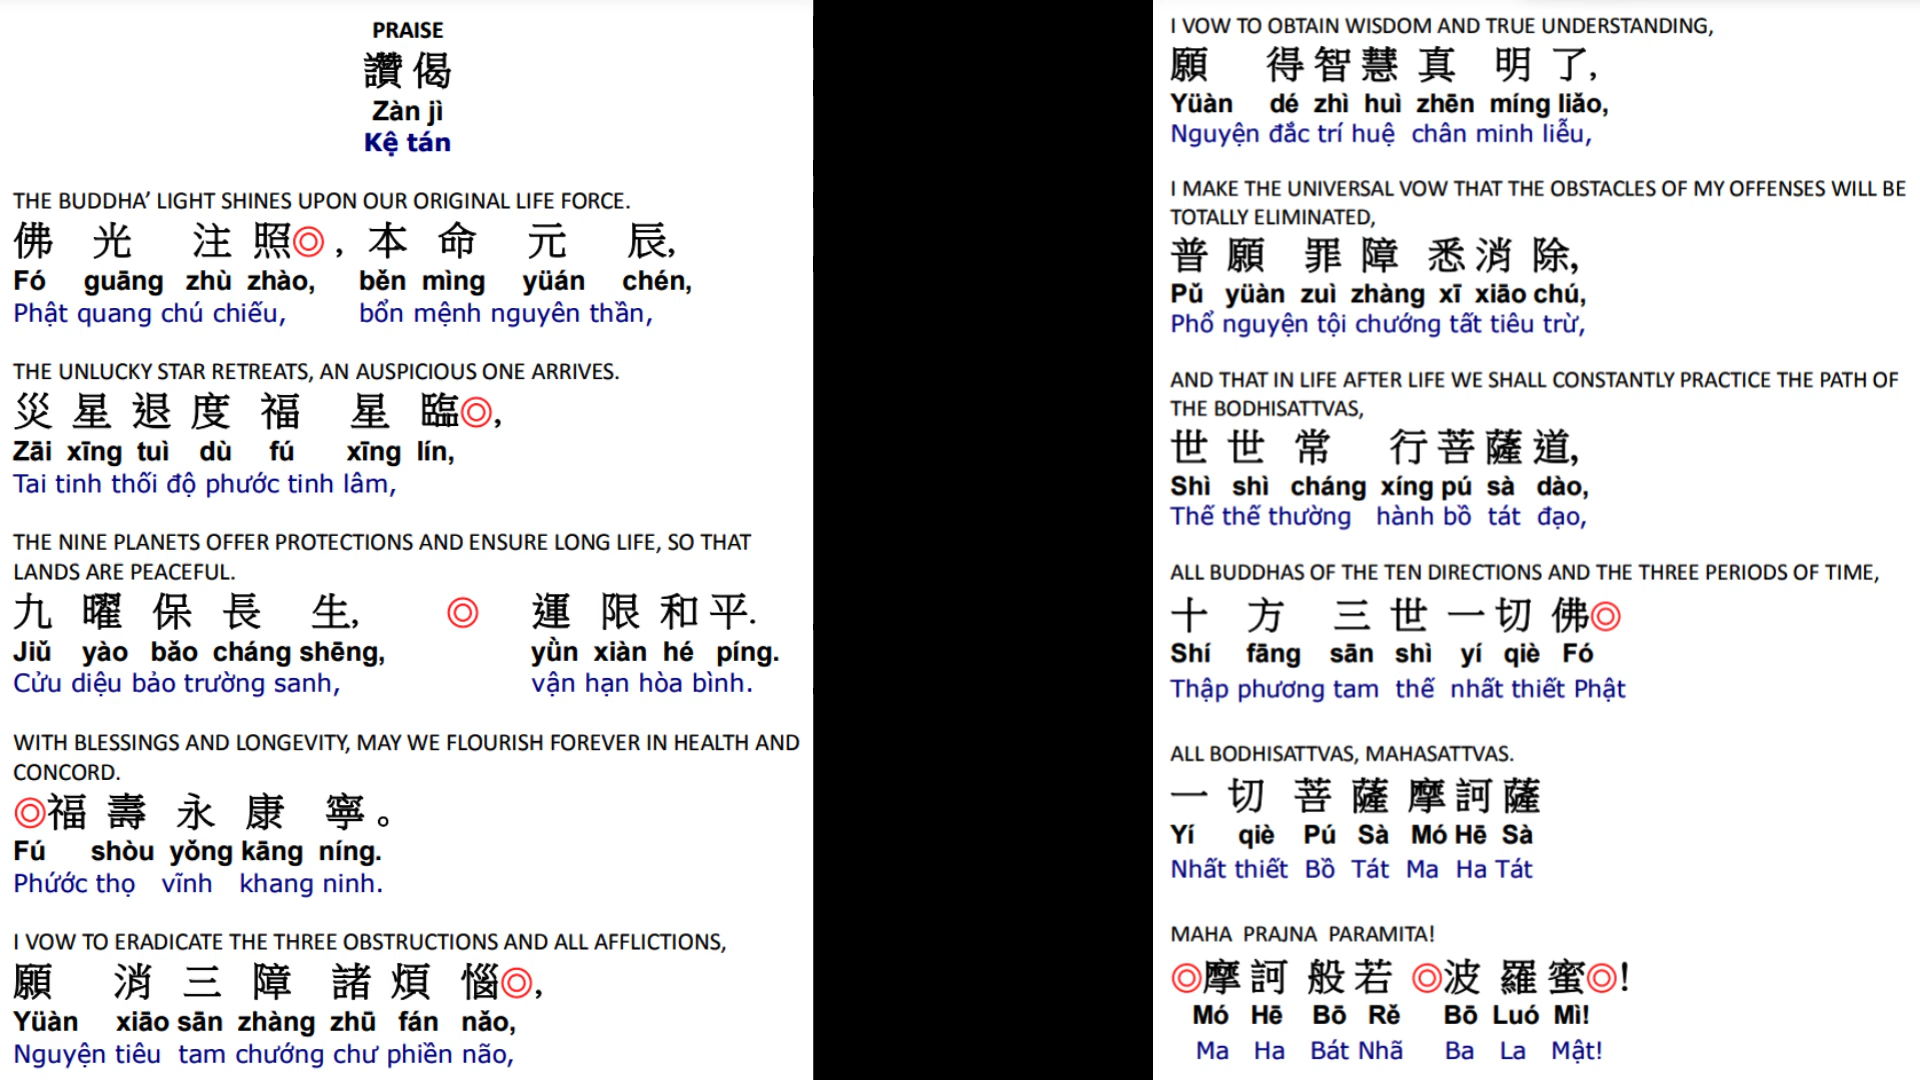 PRAISE
讚偈
Zàn jì
Kệ tán
THE BUDDHA’ LIGHT SHINES UPON OUR ORIGINAL LIFE FORCE.
佛 光 注 照◎, 本 命 元 辰,
Fó guāng zhù zhào, běn mìng yüán chén,
Phật quang chú chiếu, bổn mệnh nguyên thần,
THE UNLUCKY STAR RETREATS, AN AUSPICIOUS ONE ARRIVES.
災 星 退 度 福 星 臨◎,
Zāi xīng tuì dù fú xīng lín,
Tai tinh thối độ phước tinh lâm,
THE NINE PLANETS OFFER PROTECTIONS AND ENSURE LONG LIFE, SO THAT
LANDS ARE PEACEFUL.
九 曜 保 長 生, ◎ 運 限 和 平.
Jiǔ yào bǎo cháng shēng, yǜn xiàn hé píng.
Cửu diệu bảo trường sanh, vận hạn hòa bình.
WITH BLESSINGS AND LONGEVITY, MAY WE FLOURISH FOREVER IN HEALTH AND
CONCORD.
◎福 壽 永 康 寧。
Fú shòu yǒng kāng níng.
Phứớc thọ vĩnh khang ninh.
I VOW TO ERADICATE THE THREE OBSTRUCTIONS AND ALL AFFLICTIONS,
願 消 三 障 諸 煩 惱◎,
Yüàn xiāo sān zhàng zhū fán nǎo,
Nguyện tiêu tam chướng chư phiền não,
I VOW TO OBTAIN WISDOM AND TRUE UNDERSTANDING,
願 得 智 慧 真 明 了,
Yüàn dé zhì huì zhēn míng liǎo,
Nguyện đắc trí huệ chân minh liễu,
I MAKE THE UNIVERSAL VOW THAT THE OBSTACLES OF MY OFFENSES WILL BE
TOTALLY ELIMINATED,
普 願 罪 障 悉 消 除,
Pǔ yüàn zuì zhàng xī xiāo chú,
Phổ nguyện tội chướng tất tiêu trừ,
AND THAT IN LIFE AFTER LIFE WE SHALL CONSTANTLY PRACTICE THE PATH OF
THE BODHISATTVAS,
世 世 常 行 菩 薩 道,
Shì shì cháng xíng pú sà dào,
Thế thế thường hành bồ tát đạo,
ALL BUDDHAS OF THE TEN DIRECTIONS AND THE THREE PERIODS OF TIME,
十 方 三 世 一 切 佛◎
Shí fāng sān shì yí qiè Fó
Thập phương tam thế nhất thiết Phật
ALL BODHISATTVAS, MAHASATTVAS.
一 切 菩 薩 摩 訶 薩
Yí qiè Pú Sà Mó Hē Sà
Nhất thiết Bồ Tát Ma Ha Tát
MAHA PRAJNA PARAMITA!
◎摩 訶 般 若 ◎波 羅 蜜◎!
Mó Hē Bō Rě Bō Luó Mì!
Ma Ha Bát Nhã Ba La Mật!